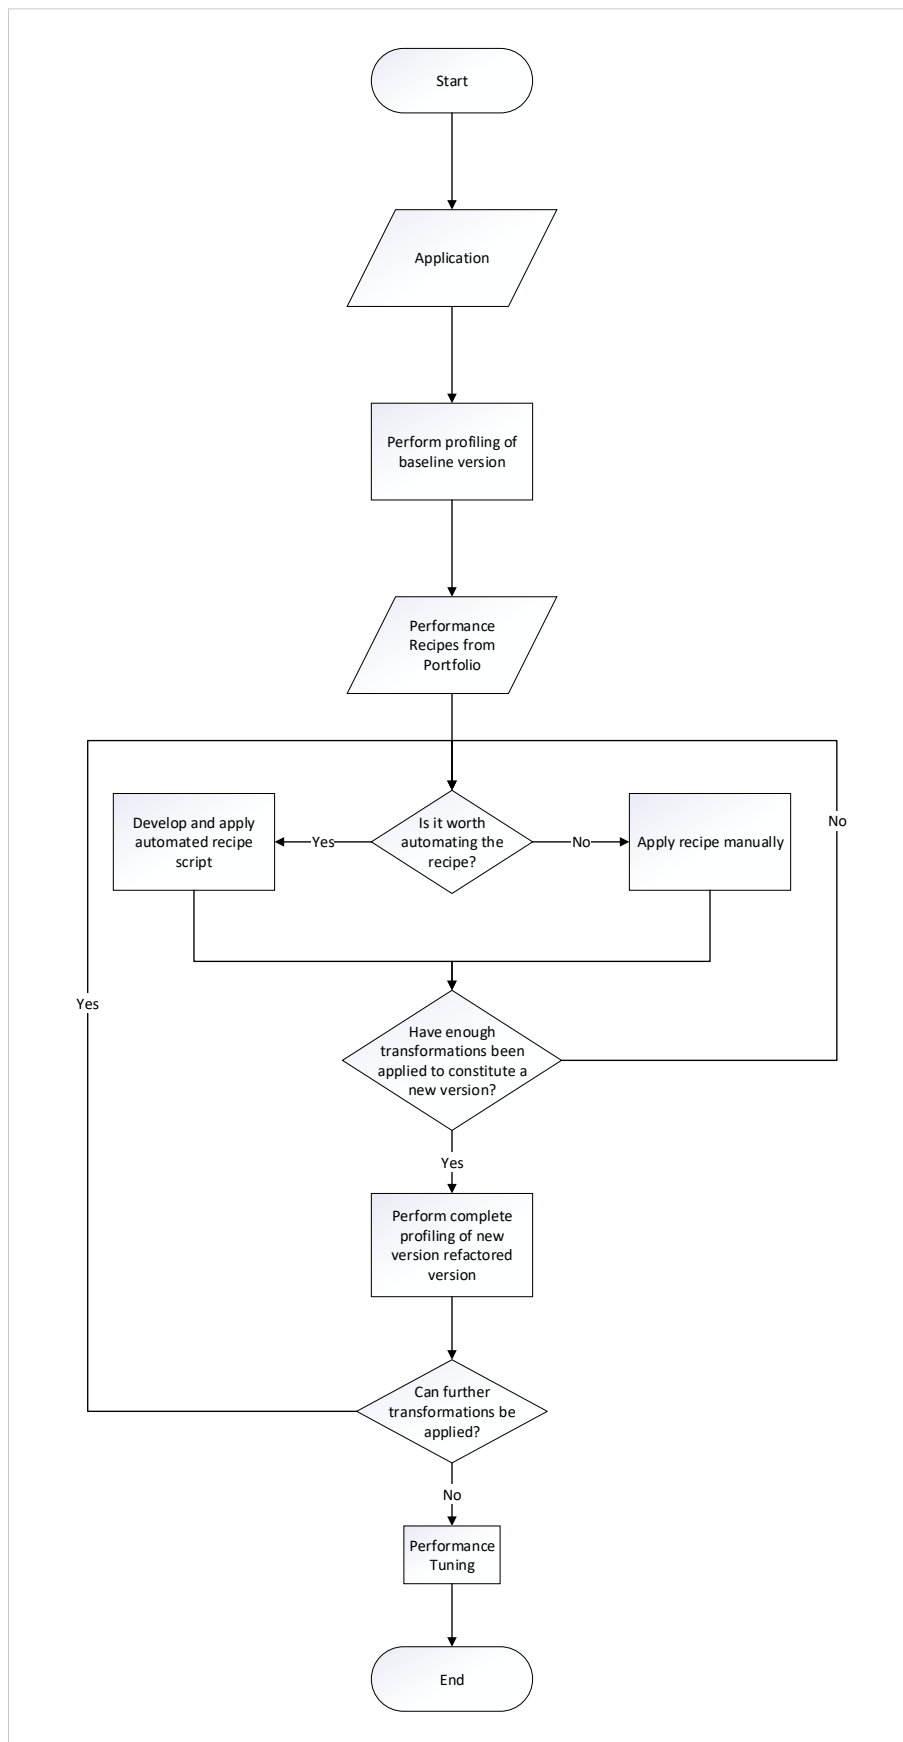 Start
Application
Perform profiling of
baseline version
Performance
Recipes from
Portfolio
Develop and apply
automated recipe
script
Yes
Is it worth
automating the
recipe?
No
Apply recipe manually
No
Yes
Have enough
transformations been
applied to constitute a
new version?
Yes
Perform complete
profiling of new
version refactored
version
Can further
transformations be
applied?
No
Performance
Tuning
End